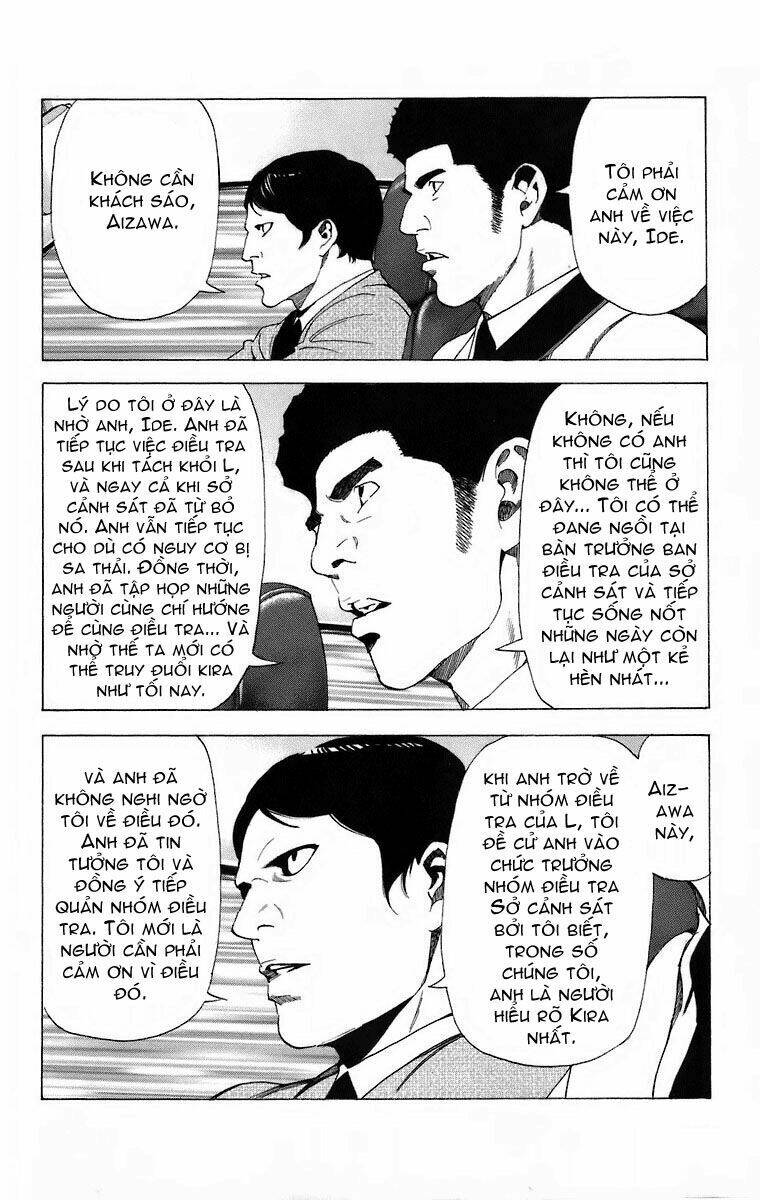 TÔI PHẢI
CẢM ƠN
ANH VỀ VIỆC
NÀY, IDE.
KHÔNG CẦN
KHÁCH SÁO,
AIZAWA.
KHÔNG, NẾU
KHÔNG CÓ ANH
THÌ TÔI CŨNG
KHÔNG THỂ Ở
ĐÂY... TÔI CÓ THỂ
ĐANG NGỒI TẠI
BÀN TRƯỞNG BAN
ĐIỀU TRA CỦA SỞ
CẢNH SÁT VÀ TIẾP
TỤC SỐNG NỐT
NHỮNG NGÀY CÒN
LẠI NHƯ MỘT KẺ
HÈN NHẤT...
LÝ DO TÔI Ở ĐÂY LÀ
NHỜ ANH, IDE. ANH ĐÃ
TIẾP TỤC VIỆC ĐIỀU TRA
SAU KHI TÁCH KHỎI L,
VÀ NGAY CẢ KHI SỞ
CẢNH SÁT ĐÃ TỪ BỎ
NÓ. ANH VẪN TIẾP TỤC
CHO DÙ CÓ NGUY CƠ BỊ
SA THẢI. ĐỒNG THỜI,
ANH ĐÃ TẬP HỌP NHỮNG
NGƯỜI CÙNG CHÍ HƯỚNG
ĐỂ CÙNG ĐIỀU TRA... VÀ
NHỜ THẾ TA MỚI CÓ
THỂ TRUY ĐUỔI KIRA
NHƯ TỐI NAY.
AIZ-
AWA
NÀY,
KHI ANH TRỞ VỀ
TỪ NHÓM ĐIỀU
TRA CỦA L, TÔI
ĐỀ CỬ ANH VÀO
CHỨC TRƯỞNG
NHÓM ĐIỀU TRA
SỞ CẢNH SÁT
BỞI TÔI BIẾT,
TRONG SỐ
CHÚNG TÔI,
ANH LÀ NGƯỜI
HIỂU RÕ KIRA
NHẤT.
VÀ ANH ĐÃ
KHÔNG NGHI NGỜ
TÔI VỀ ĐIỀU ĐÓ.
ANH ĐÃ TIN
TƯỞNG TÔI VÀ
ĐỒNG Ý TIẾP
QUẢN NHÓM ĐIỀU
TRA. TÔI MỚI LÀ
NGƯỜI CẦN PHẢI
CẢM ƠN VÌ ĐIỀU
ĐÓ.